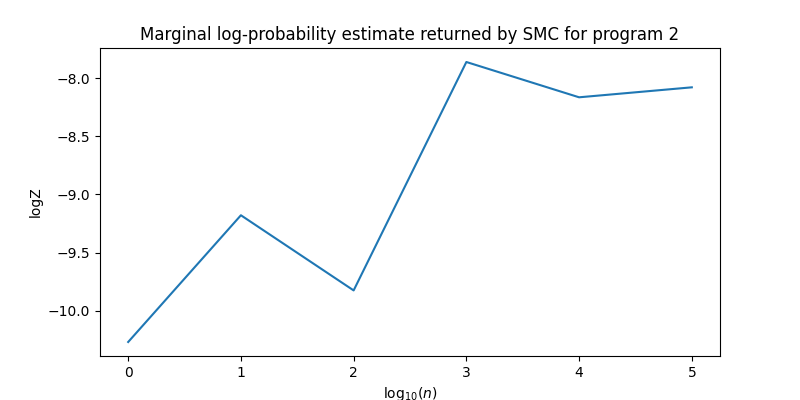 Marginal log-probability estimate returned by SMC for program 2
−8.0
−8.5
−9.0
−9.5
−10.0
logZ
0 1 2 3 4 5
log₁₀(n)